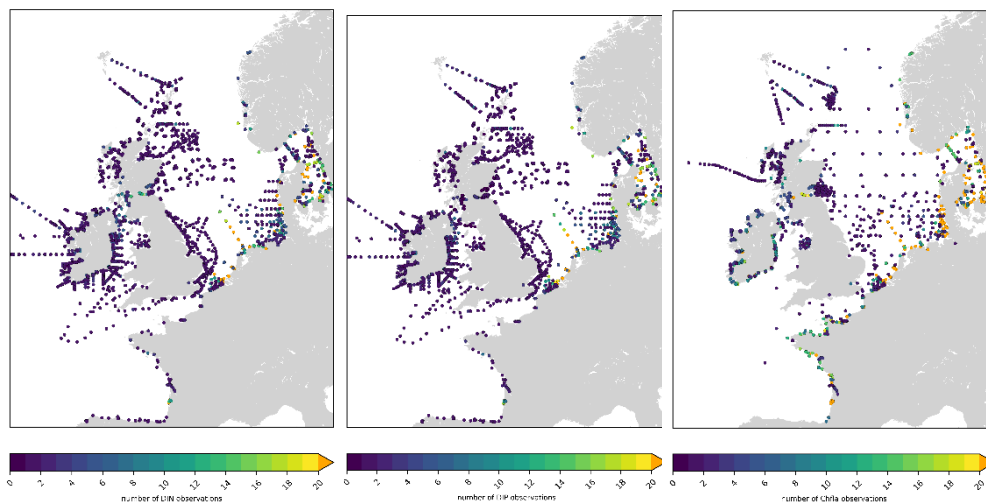 0 2 4 6 8 10 12 14 16 18 20
number of DIN observations
0 2 4 6 8 10 12 14 16 18 20
number of DIP observations
0 2 4 6 8 10 12 14 16 18 20
number of Chfla observations